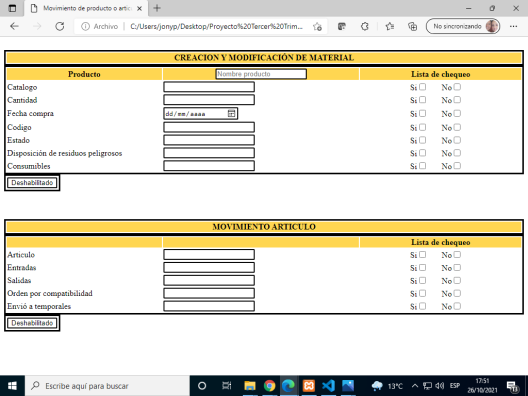 Movimiento de producto o artic
Archivo
C:/Users/jonyp/Desktop/Proyecto%20Tercer%20Trim...
No sincronizando
CREACION Y MODIFICACIÓN DE MATERIAL
Producto Nombre producto Lista de chequeo
Catalogo Si No
Cantidad Si No
Fecha compra dd/mm/aaaa Si No
Codigo Si No
Estado Si No
Disposición de residuos peligrosos Si No
Consumibles Si No
Deshabilitado
MOVIMIENTO ARTICULO
Lista de chequeo
Articulo Si No
Entradas Si No
Salidas Si No
Orden por compatibilidad Si No
Envió a temporales Si No
Deshabilitado
Escribe aquí para buscar
13°C
ESP
17:51
26/10/2021